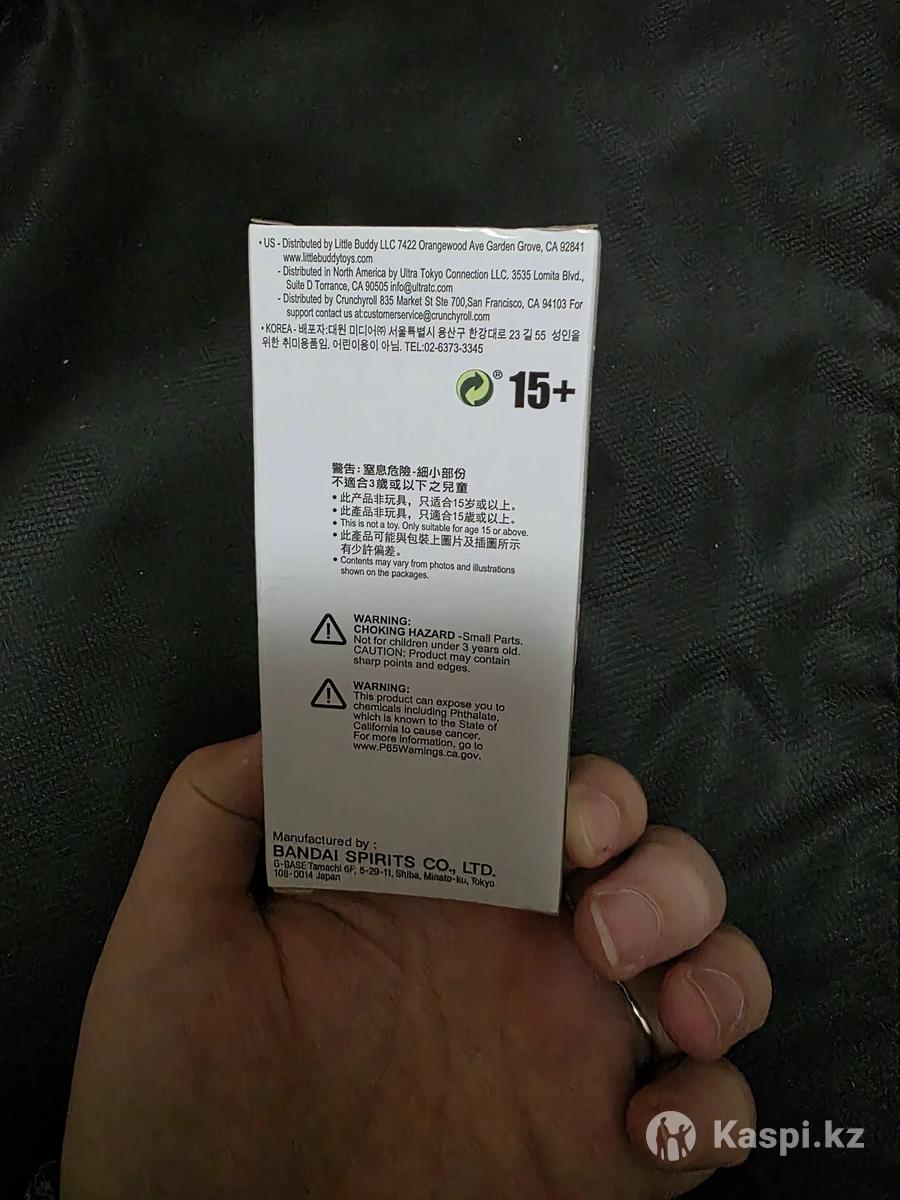 • US - Distributed by Little Buddy LLC 7422 Orangewood Ave Garden Grove, CA 92841
www.littlebuddytoys.com
- Distributed in North America by Ultra Tokyo Connection LLC. 3535 Lomita Blvd.,
Suite D Torrance, CA 90505 info@ultratc.com
- Distributed by Crunchyroll 835 Market St Ste 700,San Francisco, CA 94103 For
support contact us at:customerservice@crunchyroll.com
• KOREA - 배포자:대원 미디어㈜ 서울특별시 용산구 한강대로 23 길 55 성인을
위한 취미용품임. 어린이용이 아님. TEL:02-6373-3345
® 15+
警告: 窒息危險-細小部份
不適合3歲或以下之兒童
• 此产品非玩具，只适合15岁或以上。
• 此產品非玩具，只適合15歲或以上。
• This is not a toy. Only suitable for age 15 or above.
• 此產品可能與包裝上圖片及插圖所示
有少許偏差。
• Contents may vary from photos and illustrations
shown on the packages.
WARNING:
CHOKING HAZARD -Small Parts.
Not for children under 3 years old.
CAUTION: Product may contain
sharp points and edges.
WARNING:
This product can expose you to
chemicals including Phthalate,
which is known to the State of
California to cause cancer.
For more information, go to
www.P65Warnings.ca.gov.
Manufactured by :
BANDAI SPIRITS CO., LTD.
G-BASE Tamachi 6F, 5-29-11, Shiba, Minato-ku, Tokyo
108-0014 Japan
Kaspi.kz